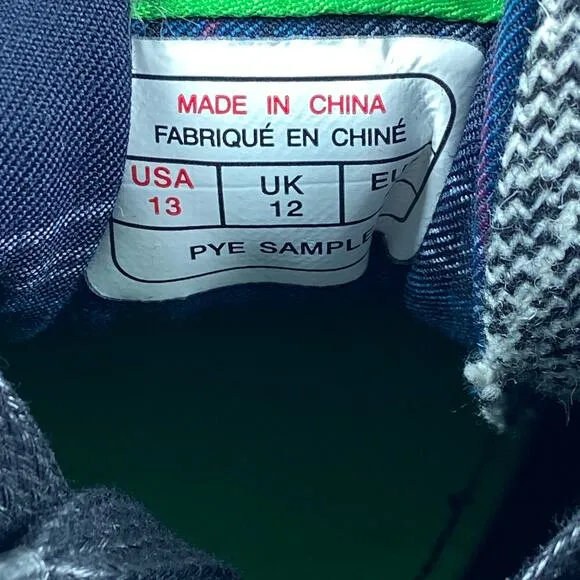 MADE IN CHINA
FABRIQUÉ EN CHINÉ
USA UK
13 12
PYE SAMPLE